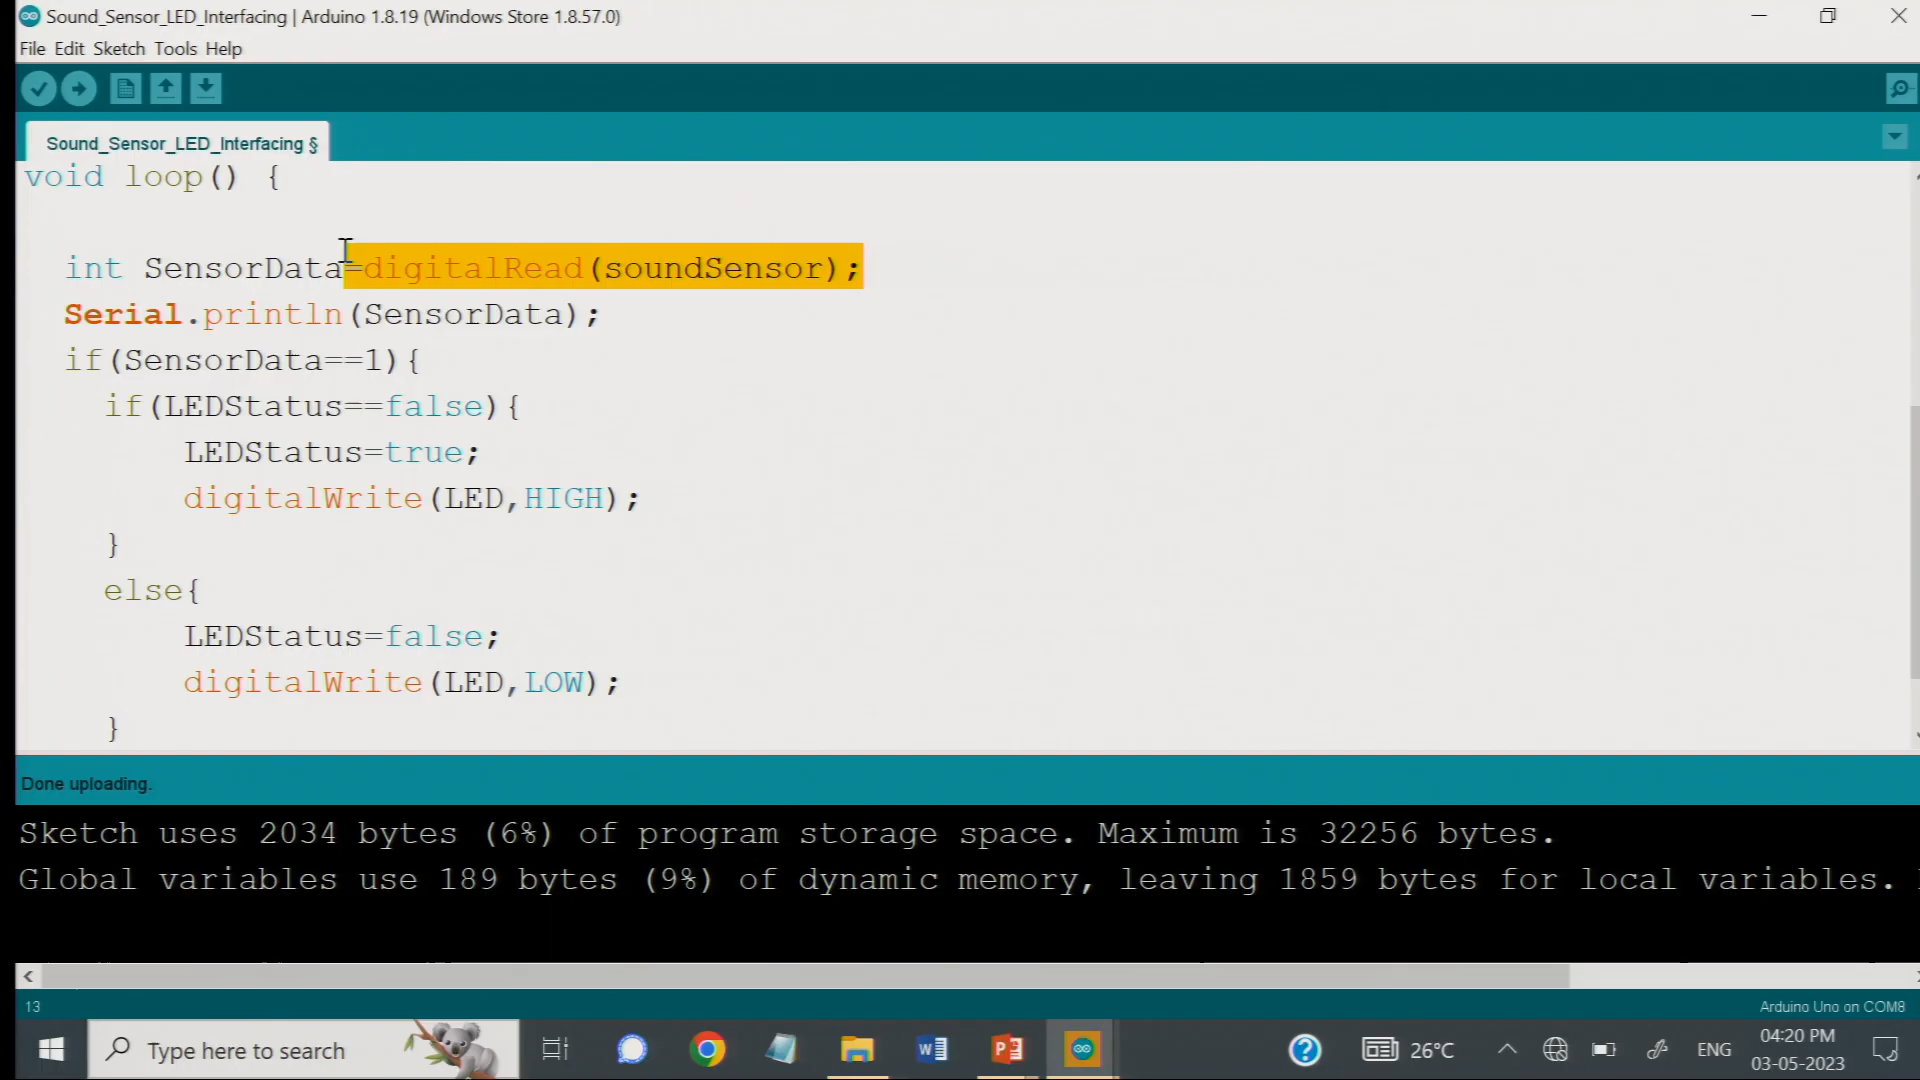 Sound_Sensor_LED_Interfacing | Arduino 1.8.19 (Windows Store 1.8.57.0)
File Edit Sketch Tools Help
Sound_Sensor_LED_Interfacing §
void loop() {
int SensorData=digitalRead(soundSensor);
Serial.println(SensorData);
if(SensorData==1){
if(LEDStatus==false){
LEDStatus=true;
digitalWrite(LED,HIGH);
}
else{
LEDStatus=false;
digitalWrite(LED,LOW);
}
Done uploading.
Sketch uses 2034 bytes (6%) of program storage space. Maximum is 32256 bytes.
Global variables use 189 bytes (9%) of dynamic memory, leaving 1859 bytes for local variables.
13
Arduino Uno on COM8
Type here to search
26°C
ENG
04:20 PM
03-05-2023